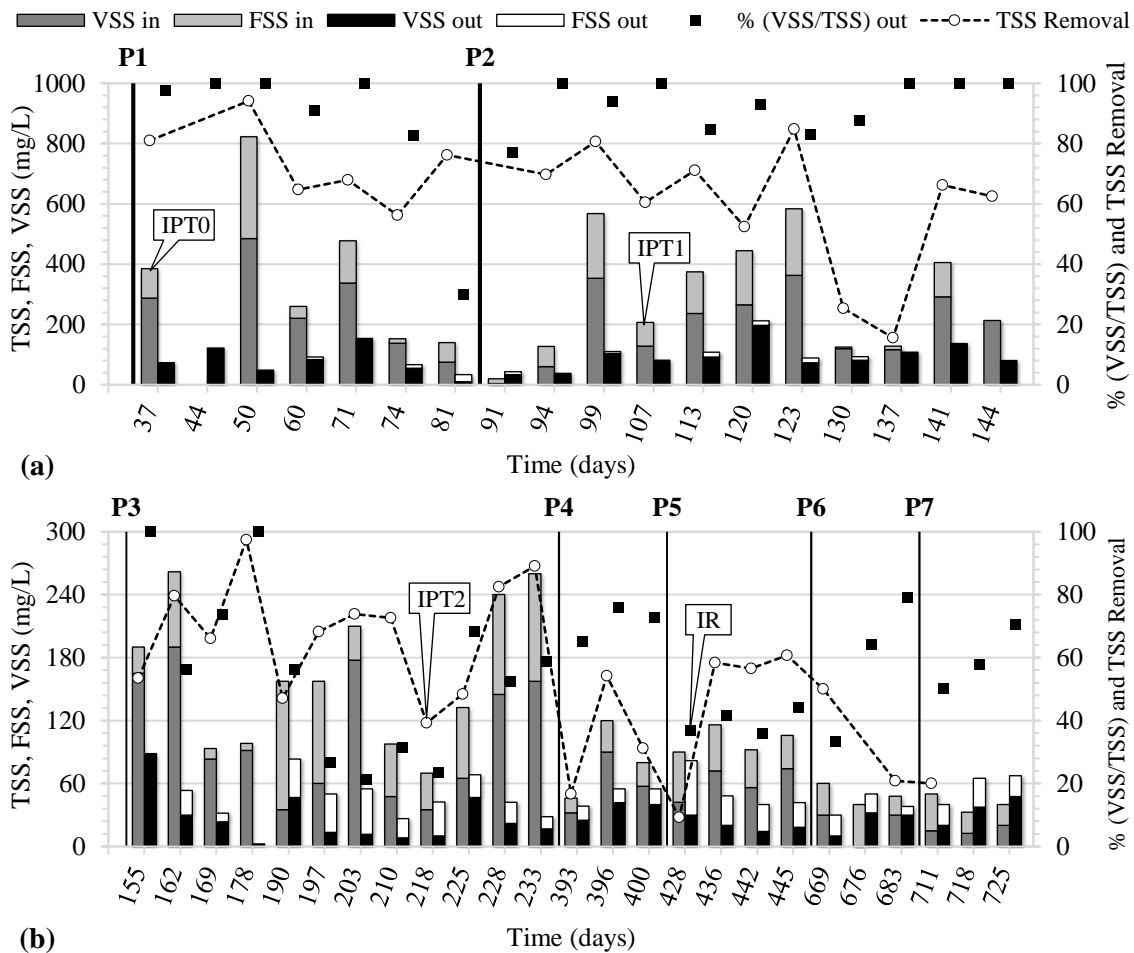 VSS in FSS in VSS out FSS out % (VSS/TSS) out TSS Removal
P1 P2
1000 100
800 80
600 60
400 40
200 20
0 0
TSS, FSS, VSS (mg/L)
% (VSS/TSS) and TSS Removal
IPT0
IPT1
37 44 50 60 71 74 81 91 94 99 107 113 120 123 130 137 141 144
(a) Time (days)
P3 P4 P5 P6 P7
300 100
240 80
180 60
120 40
60 20
0 0
TSS, FSS, VSS (mg/L)
% (VSS/TSS) and TSS Removal
IPT2
IR
155 162 169 178 190 197 203 210 218 225 228 233 393 396 400 428 436 442 445 669 676 683 711 718 725
(b) Time (days)